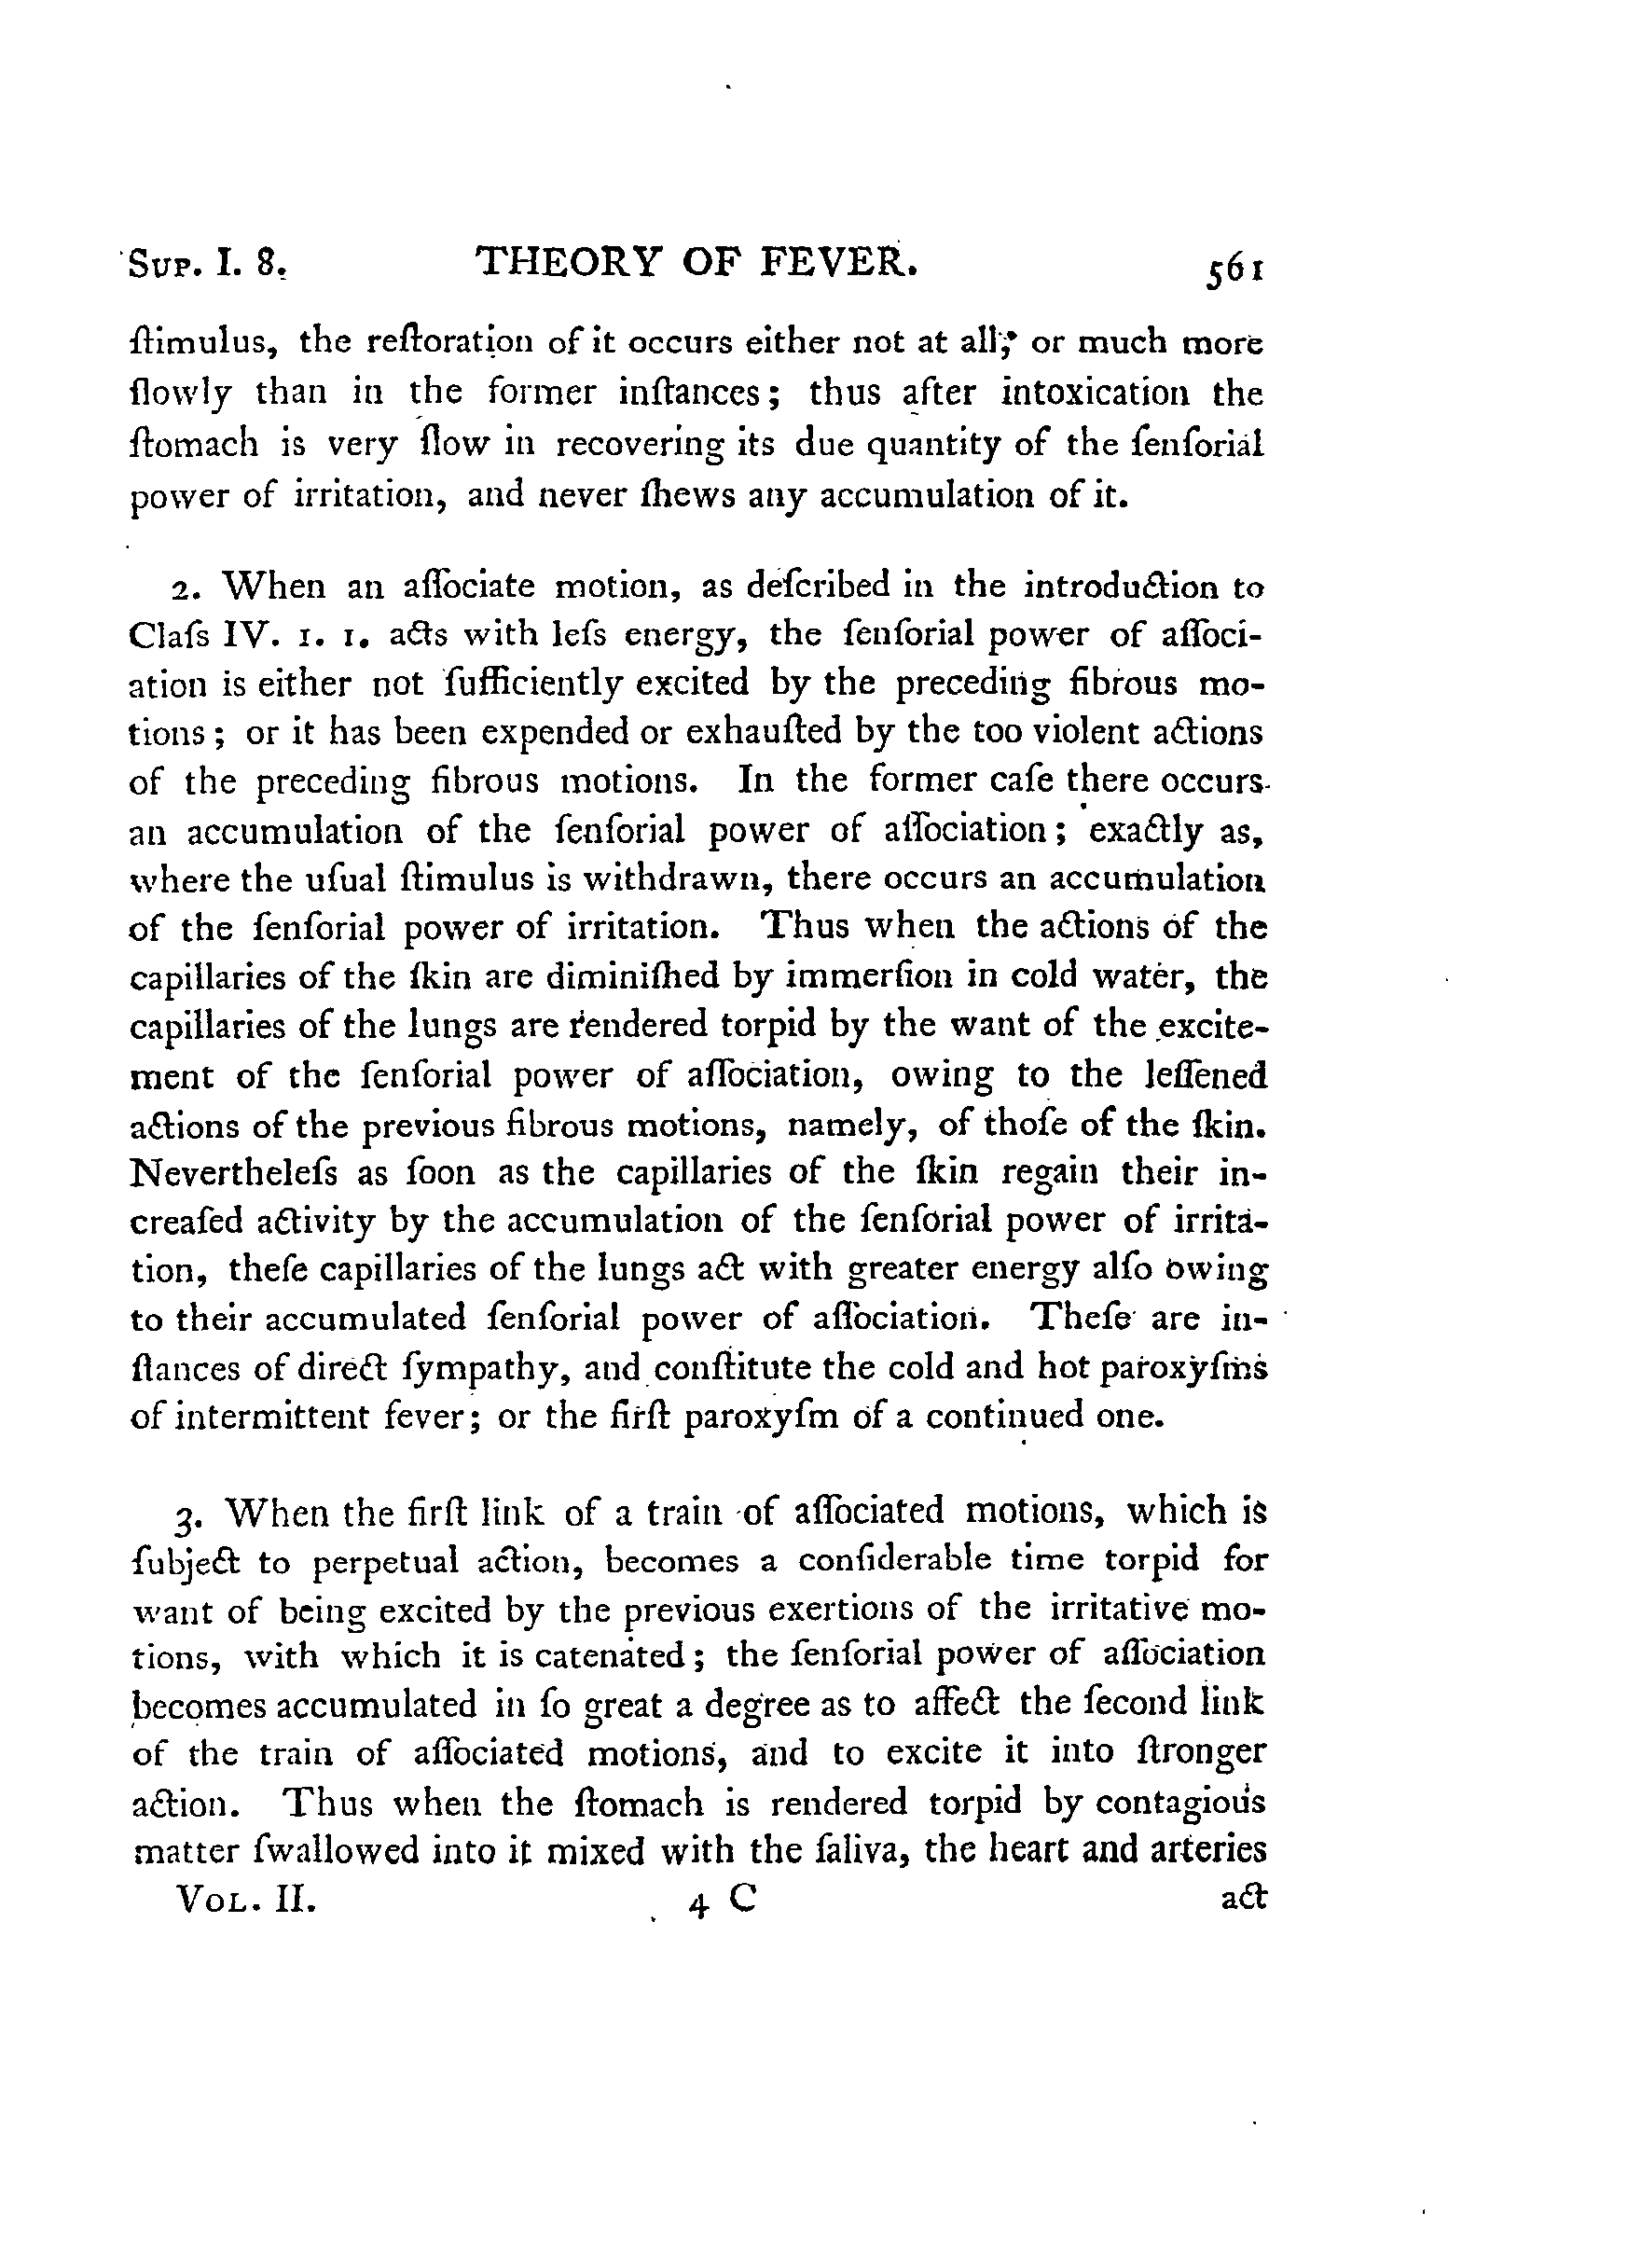 Sup. I. 8. THEORY OF FEVER. 561
ſtimulus, the reſtoration of it occurs either not at all; or much more
ſlowly than in the former inſtances; thus after intoxication the
ſtomach is very ſlow in recovering its due quantity of the ſenſorial
power of irritation, and never ſhews any accumulation of it.
2. When an aſſociate motion, as deſcribed in the introduction to
Claſs IV. 1. 1. acts with leſs energy, the ſenſorial power of aſſoci-
ation is either not ſufficiently excited by the preceding fibrous mo-
tions; or it has been expended or exhauſted by the too violent actions
of the preceding fibrous motions. In the former caſe there occurs
an accumulation of the ſenſorial power of aſſociation; exactly as,
where the uſual ſtimulus is withdrawn, there occurs an accumulation
of the ſenſorial power of irritation. Thus when the actions of the
capillaries of the ſkin are diminiſhed by immerſion in cold water, the
capillaries of the lungs are rendered torpid by the want of the excite-
ment of the ſenſorial power of aſſociation, owing to the leſſened
actions of the previous fibrous motions, namely, of thoſe of the ſkin.
Nevertheleſs as ſoon as the capillaries of the ſkin regain their in-
creaſed activity by the accumulation of the ſenſorial power of irrita-
tion, theſe capillaries of the lungs act with greater energy alſo owing
to their accumulated ſenſorial power of aſſociation. Theſe are in-
ſtances of direct ſympathy, and conſtitute the cold and hot paroxyſms
of intermittent fever; or the firſt paroxyſm of a continued one.
3. When the firſt link of a train of aſſociated motions, which is
ſubject to perpetual action, becomes a conſiderable time torpid for
want of being excited by the previous exertions of the irritative mo-
tions, with which it is catenated; the ſenſorial power of aſſociation
becomes accumulated in ſo great a degree as to affect the ſecond link
of the train of aſſociated motions, and to excite it into ſtronger
action. Thus when the ſtomach is rendered torpid by contagious
matter ſwallowed into it mixed with the ſaliva, the heart and arteries
Vol. II. 4 C act